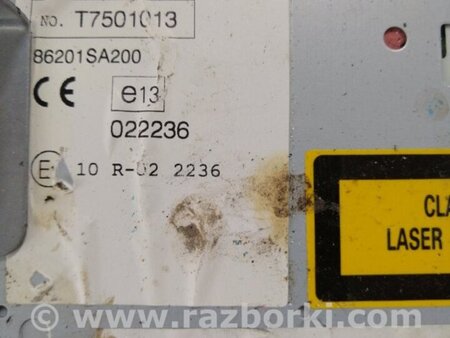 NO. T7501013
86201SA200
CE e13
022236
E 10 R-02 2236
CLA
LASER
www.razborki.com